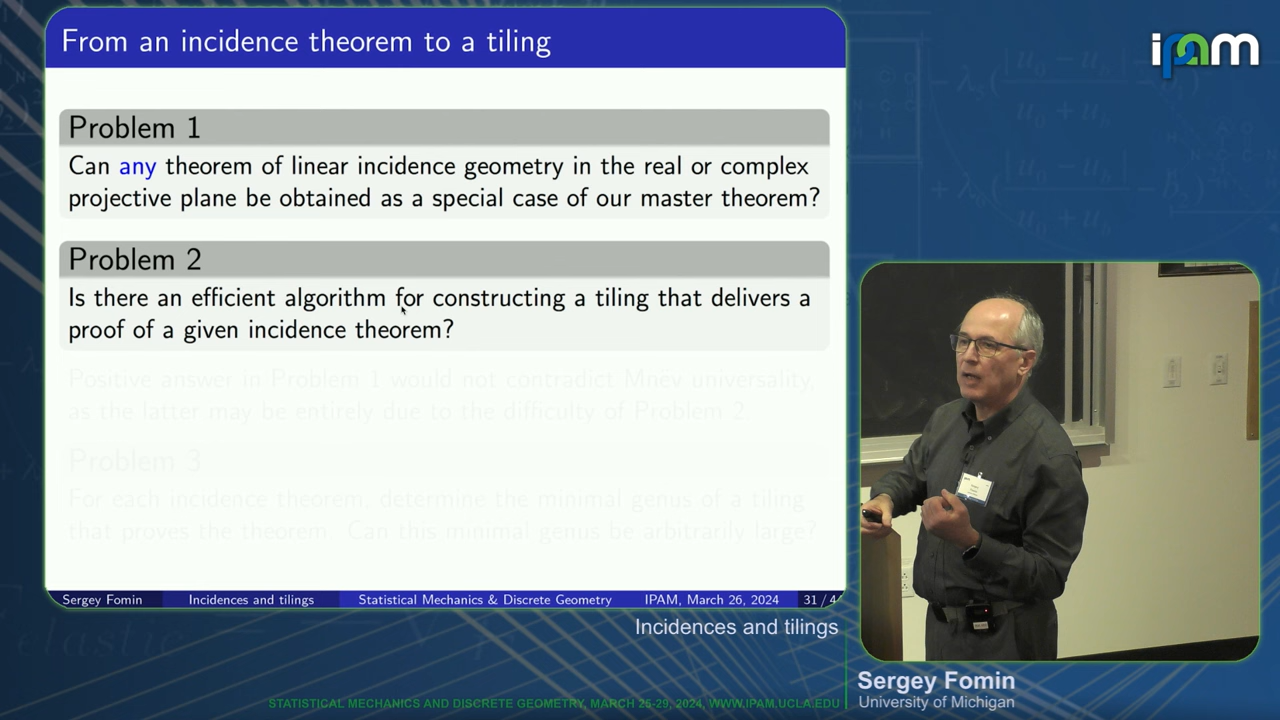 From an incidence theorem to a tiling
ipam
Problem 1
Can any theorem of linear incidence geometry in the real or complex
projective plane be obtained as a special case of our master theorem?
Problem 2
Is there an efficient algorithm for constructing a tiling that delivers a
proof of a given incidence theorem?
Positive answer in Problem 1 would not contradict Mnëv universality,
as the latter may be entirely due to the difficulty of Problem 2.
Problem 3
For each incidence theorem, determine the minimal genus of a tiling
that proves the theorem. Can this minimal genus be arbitrarily large?
Sergey Fomin Incidences and tilings Statistical Mechanics & Discrete Geometry IPAM, March 26, 2024 31 / 4
Incidences and tilings
Sergey Fomin
University of Michigan
STATISTICAL MECHANICS AND DISCRETE GEOMETRY, MARCH 25-29, 2024, WWW.IPAM.UCLA.EDU